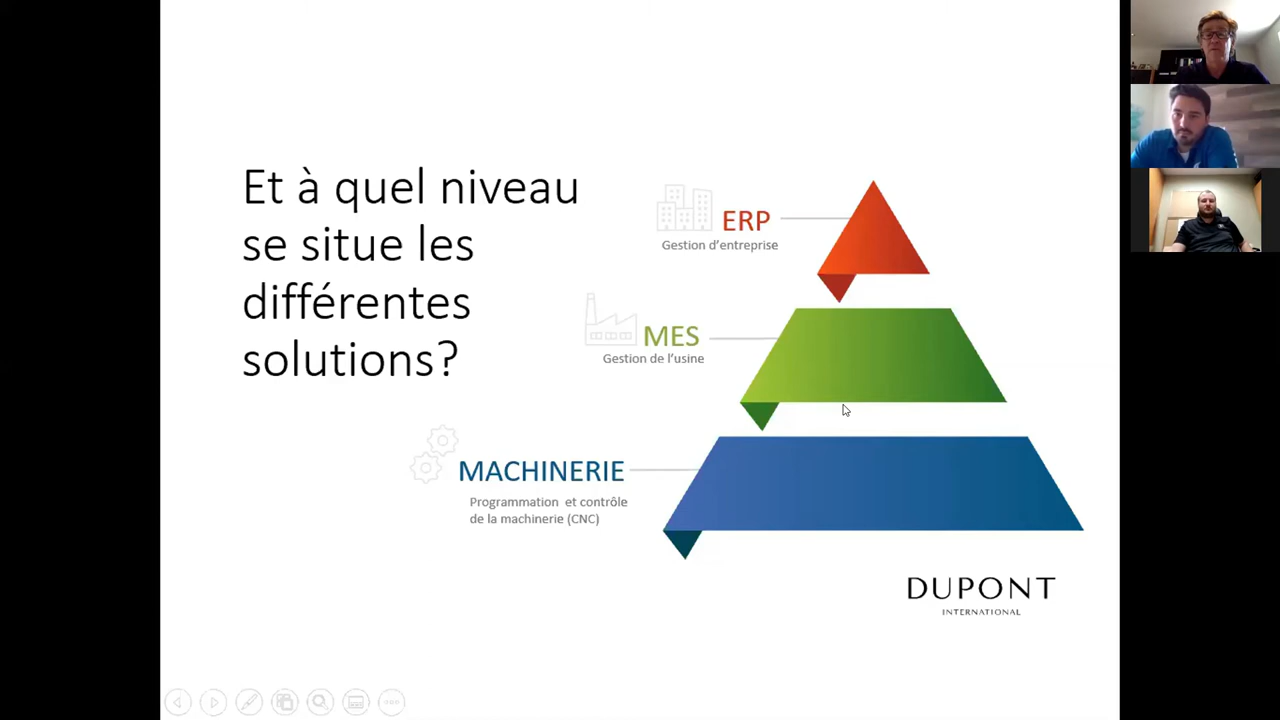 Et à quel niveau
se situe les
différentes
solutions?
ERP
Gestion d'entreprise
MES
Gestion de l'usine
MACHINERIE
Programmation et contrôle
de la machinerie (CNC)
DUPONT
INTERNATIONAL